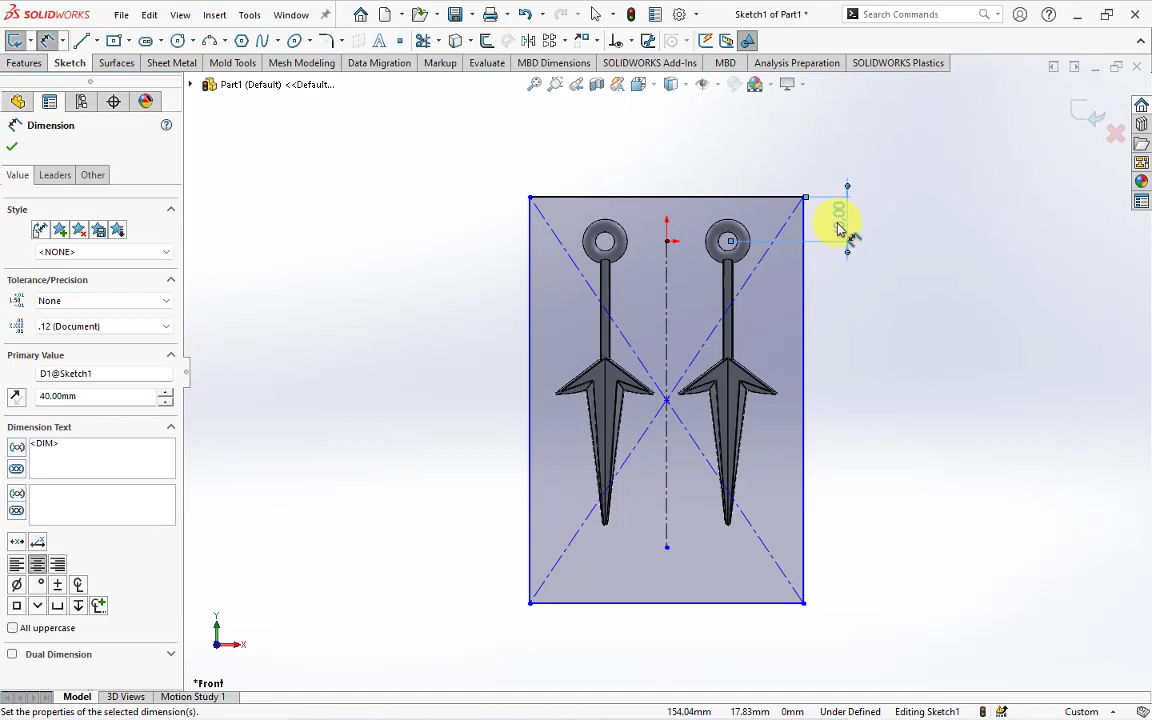 SOLIDWORKS File Edit View Insert Tools Window Sketch1 of Part1 * Search Commands
Features Sketch Surfaces Sheet Metal Mold Tools Mesh Modeling Data Migration Markup Evaluate MBD Dimensions SOLIDWORKS Add-Ins MBD Analysis Preparation SOLIDWORKS Plastics
Part1 (Default) <<Default...
Dimension
Value Leaders Other
Style
<NONE>
Tolerance/Precision
None
.12 (Document)
Primary Value
D1@Sketch1
40.00mm
Dimension Text
<DIM>
All uppercase
Dual Dimension
Y
X
*Front
Model 3D Views Motion Study 1
Set the properties of the selected dimension(s). 154.04mm 17.83mm 0mm Under Defined Editing Sketch1 Custom